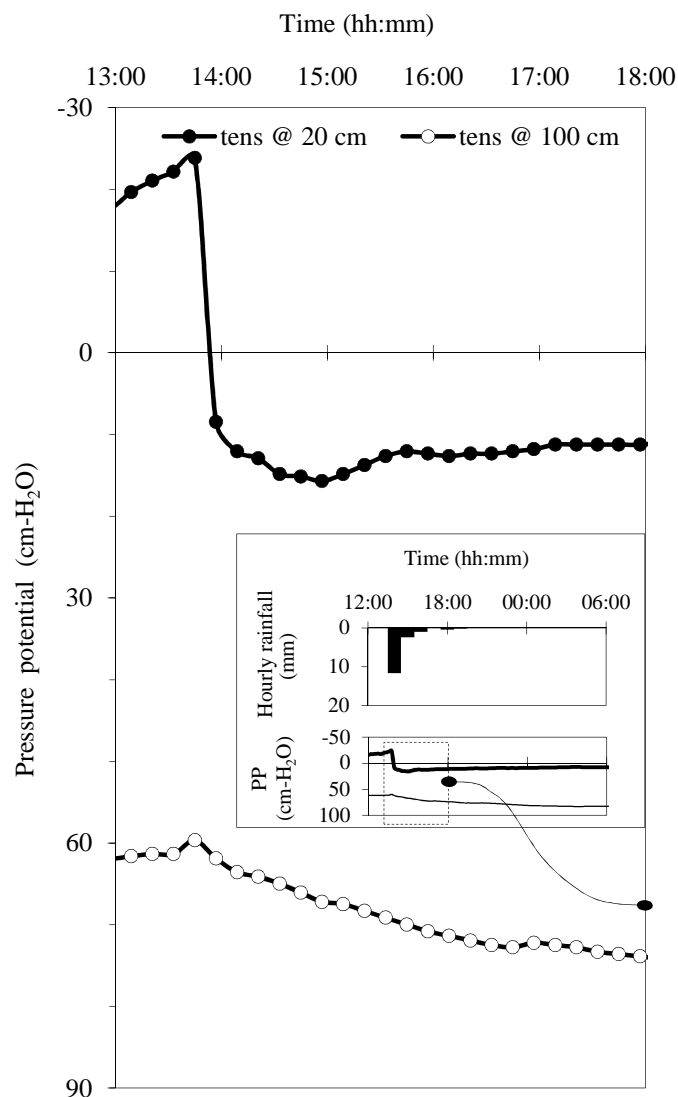 Time (hh:mm)
13:00 14:00 15:00 16:00 17:00 18:00
-30
tens @ 20 cm tens @ 100 cm
0
30
60
90
Pressure potential (cm-H₂O)
Time (hh:mm)
12:00 18:00 00:00 06:00
Hourly rainfall
(mm)
0
10
20
PP
(cm-H₂O)
-50
0
50
100